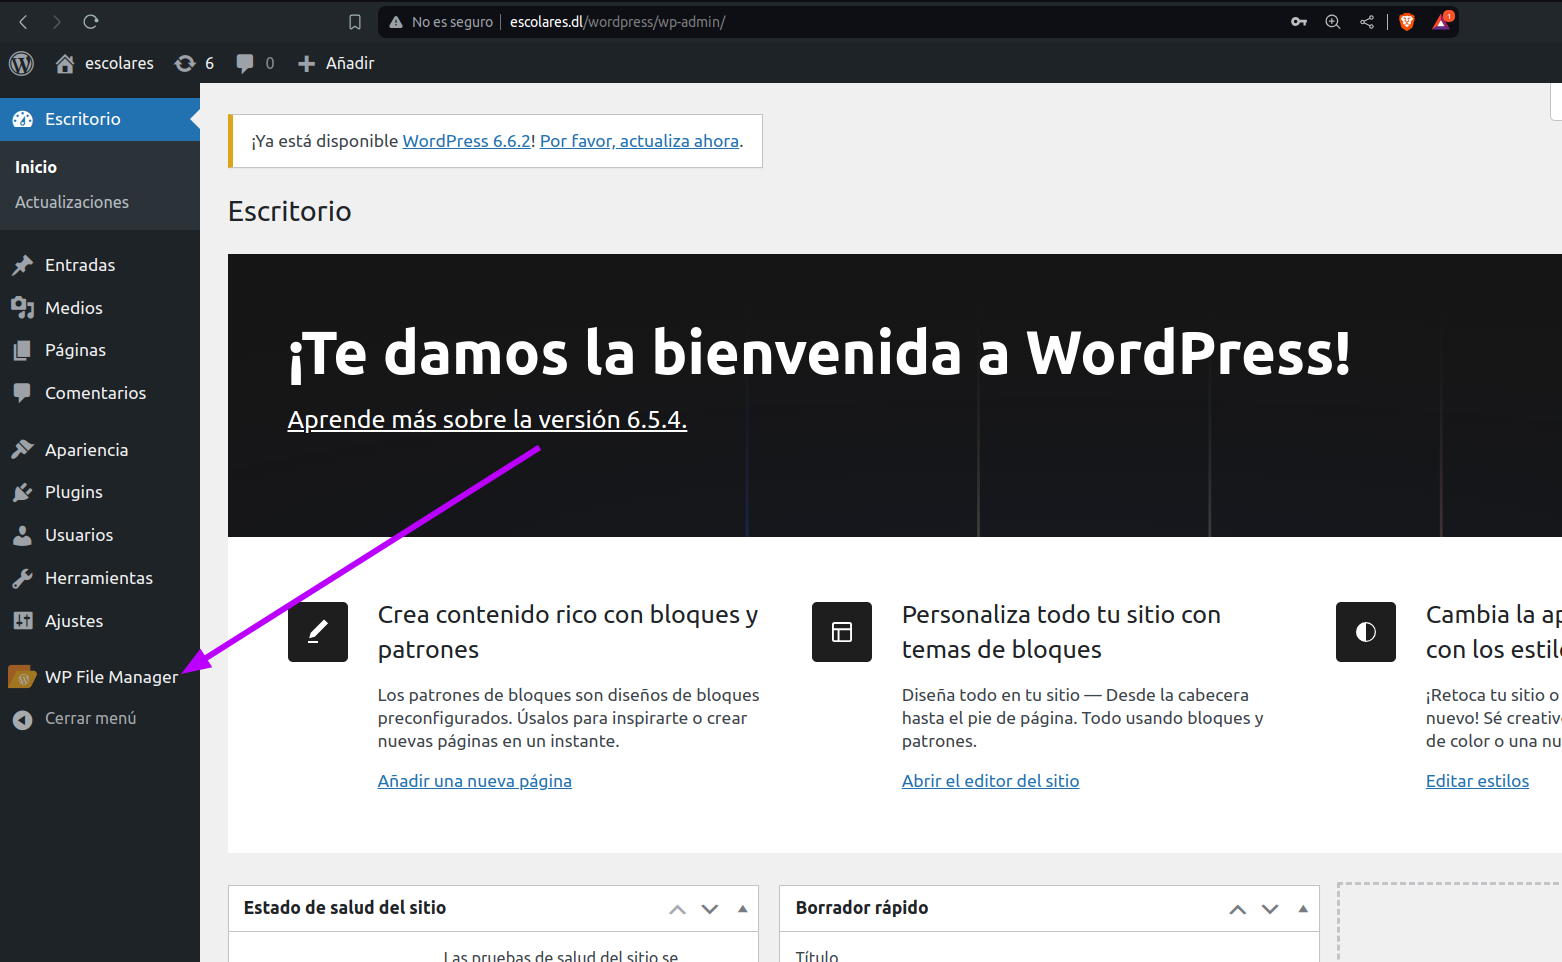 No es seguro escolares.dl/wordpress/wp-admin/
1
escolares 6 0 Añadir
Escritorio
Inicio
Actualizaciones
Entradas
Medios
Páginas
Comentarios
Apariencia
Plugins
Usuarios
Herramientas
Ajustes
WP File Manager
Cerrar menú
¡Ya está disponible WordPress 6.6.2! Por favor, actualiza ahora.
Escritorio
¡Te damos la bienvenida a WordPress!
Aprende más sobre la versión 6.5.4.
Crea contenido rico con bloques y
patrones
Los patrones de bloques son diseños de bloques
preconfigurados. Úsalos para inspirarte o crear
nuevas páginas en un instante.
Añadir una nueva página
Personaliza todo tu sitio con
temas de bloques
Diseña todo en tu sitio — Desde la cabecera
hasta el pie de página. Todo usando bloques y
patrones.
Abrir el editor del sitio
Cambia la ap
con los estil
¡Retoca tu sitio o
nuevo! Sé creativ
de color o una nu
Editar estilos
Estado de salud del sitio
Las pruebas de salud del sitio se
Borrador rápido
Título